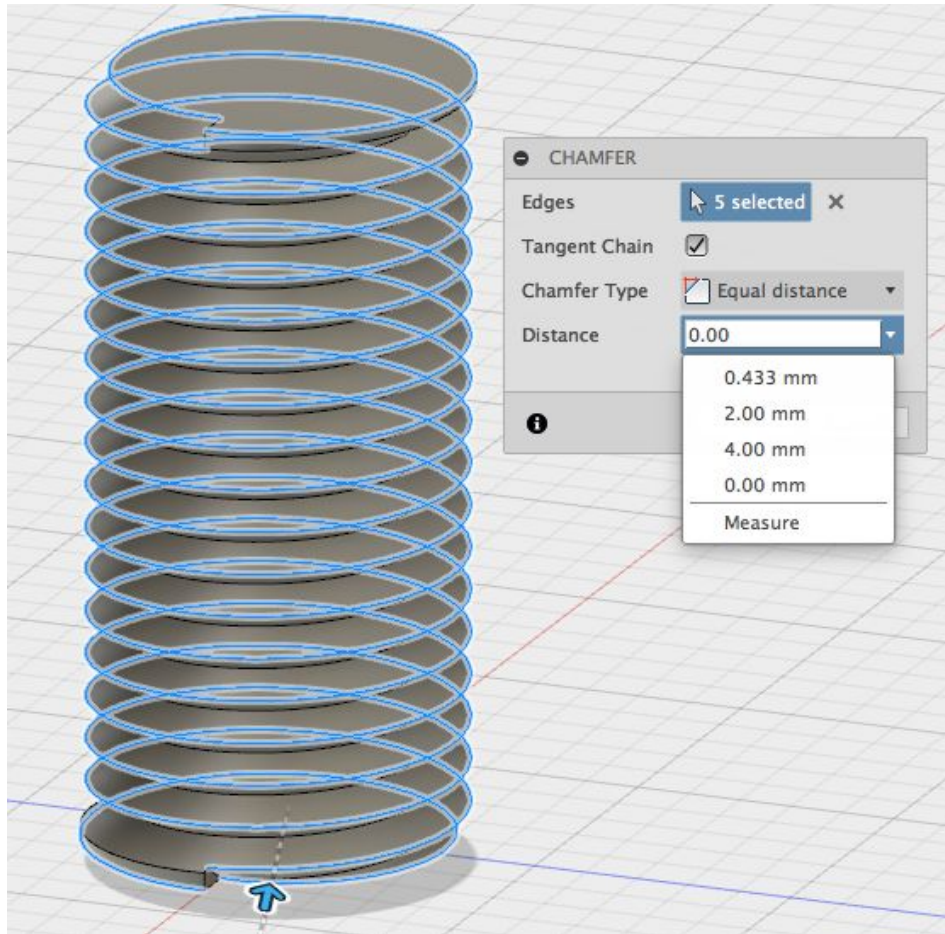 CHAMFER
Edges 5 selected
Tangent Chain
Chamfer Type Equal distance
Distance 0.00
0.433 mm
2.00 mm
4.00 mm
0.00 mm
Measure